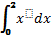 ∫₀² x^□ dx